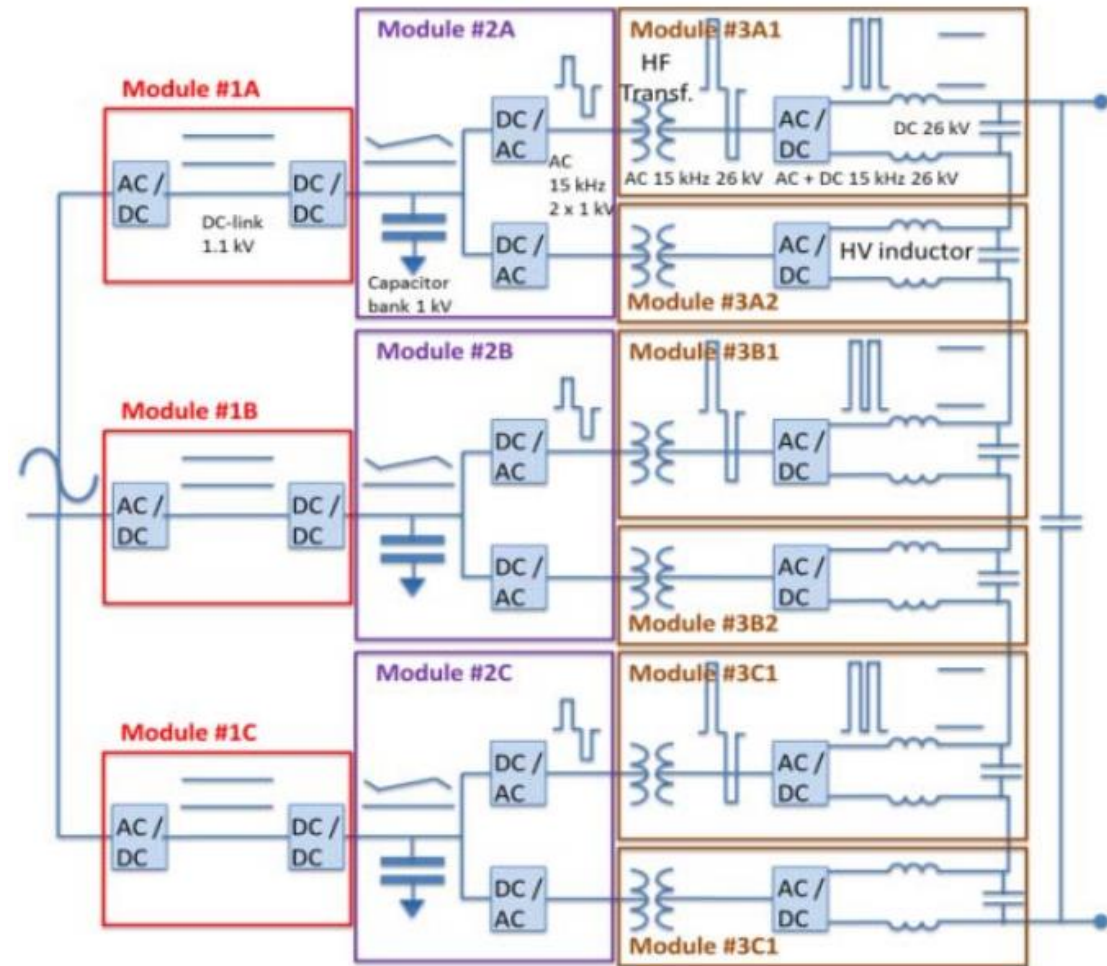 Module #1A
AC /
DC
DC-link
1.1 kV
DC /
DC
Module #2A
Capacitor
bank 1 kV
DC /
AC
AC
15 kHz
2 x 1 kV
DC /
AC
Module #3A1
HF
Transf.
AC /
DC
DC 26 kV
AC 15 kHz 26 kV
AC + DC 15 kHz 26 kV
AC /
DC
HV inductor
Module #3A2
Module #1B
AC /
DC
DC /
DC
Module #2B
DC /
AC
DC /
AC
Module #3B1
AC /
DC
AC /
DC
Module #3B2
Module #1C
AC /
DC
DC /
DC
Module #2C
DC /
AC
DC /
AC
Module #3C1
AC /
DC
AC /
DC
Module #3C1